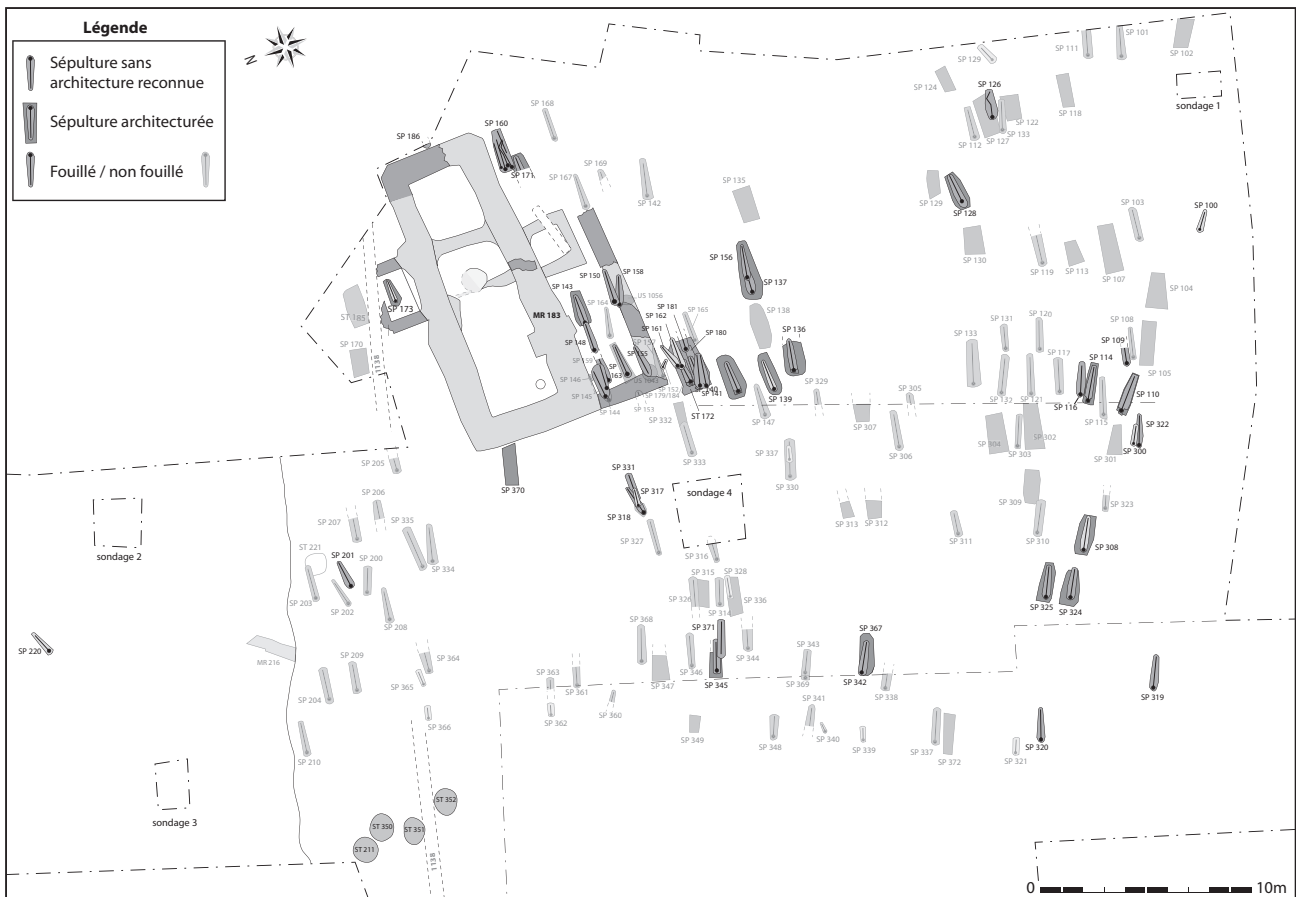 Légende
Sépulture sans
architecture reconnue
Sépulture architecturée
Fouillé / non fouillé
N
SP 101
SP 111
SP 102
SP 129
SP 124
SP 126
sondage 1
SP 118
SP 122
SP 133
SP 127
SP 112
SP 168
SP 160
SP 186
SP 171
SP 169
SP 167
SP 142
SP 135
SP 129
SP 128
SP 103
SP 100
SP 130
SP 119
SP 113
SP 107
SP 104
SP 156
SP 137
SP 138
SP 150
SP 158
SP 143
SP 164
US 1056
MR 183
SP 181
SP 162
SP 165
SP 161
SP 180
SP 173
ST 185
SP 170
1138
SP 148
SP 157
SP 155
SP 159
SP 163
SP 146
US 1043
SP 145
SP 144
SP 152
SP 179/184
SP 153
SP 140
SP 141
ST 172
SP 136
SP 139
SP 147
SP 329
SP 305
SP 307
SP 306
SP 133
SP 131
SP 120
SP 108
SP 109
SP 117
SP 114
SP 105
SP 132
SP 121
SP 116
SP 115
SP 110
SP 322
SP 300
SP 301
SP 302
SP 303
SP 304
SP 332
SP 333
SP 337
SP 330
SP 370
SP 205
SP 206
SP 207
SP 335
SP 334
ST 221
SP 201
SP 200
SP 203
SP 202
SP 208
sondage 2
SP 331
SP 317
SP 318
SP 327
sondage 4
SP 316
SP 313
SP 312
SP 311
SP 309
SP 310
SP 323
SP 308
SP 325
SP 324
SP 315
SP 328
SP 326
SP 314
SP 336
SP 368
SP 371
SP 346
SP 345
SP 344
SP 347
SP 343
SP 369
SP 367
SP 342
SP 338
SP 319
SP 220
MR 216
SP 209
SP 204
SP 210
SP 364
SP 365
SP 366
SP 363
SP 361
SP 362
SP 360
SP 349
SP 348
SP 341
SP 340
SP 339
SP 337
SP 372
SP 321
SP 320
sondage 3
ST 352
ST 350
ST 351
ST 211
1138
0 10m